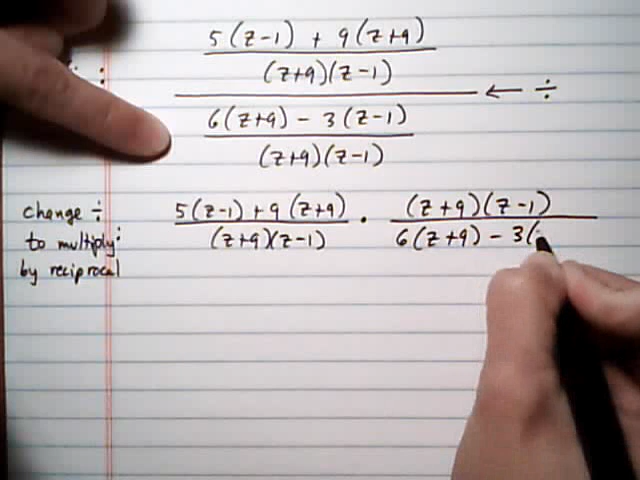 5(z-1) + 9(z+9)
(z+9)(z-1)
← ÷
6(z+9) - 3(z-1)
(z+9)(z-1)
change ÷
to multiply
by reciprocal
5(z-1) + 9(z+9) · (z+9)(z-1)
(z+9)(z-1) 6(z+9) - 3(